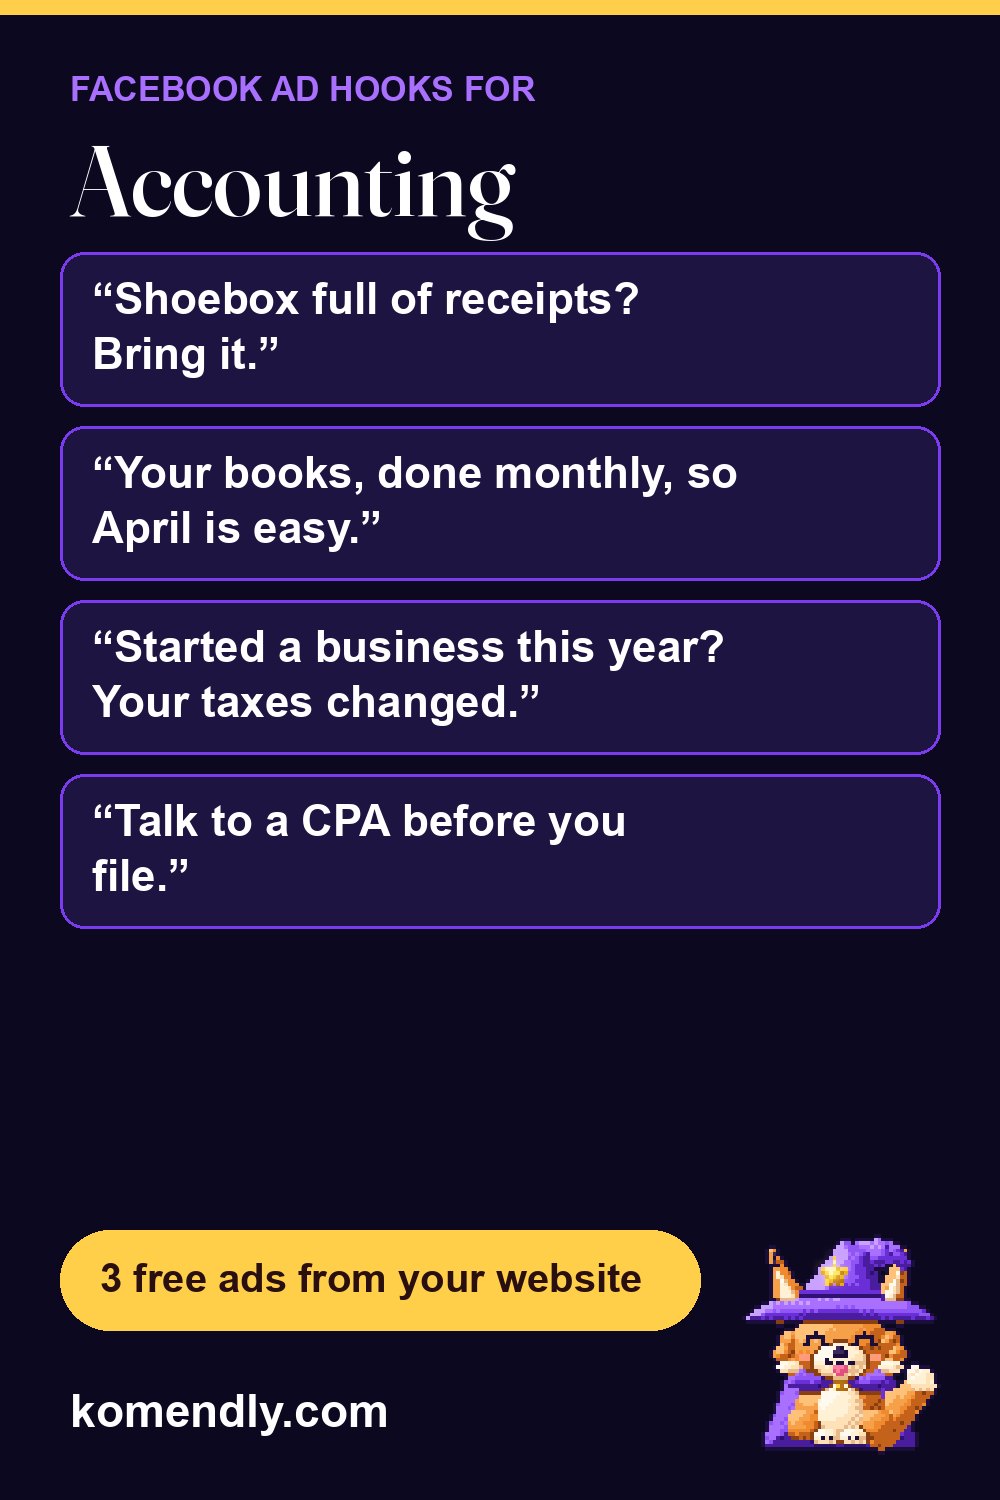 FACEBOOK AD HOOKS FOR
Accounting
“Shoebox full of receipts?
Bring it.”
“Your books, done monthly, so
April is easy.”
“Started a business this year?
Your taxes changed.”
“Talk to a CPA before you
file.”
3 free ads from your website
komendly.com